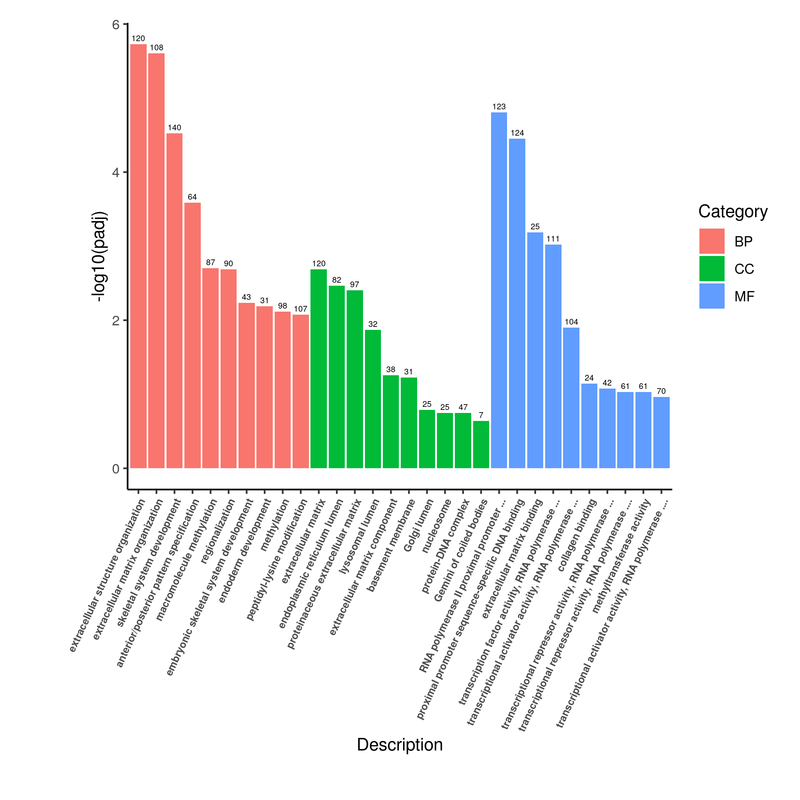 6
4
2
0
-log10(padj)
120
108
140
64
87
90
43
31
98
107
120
82
97
32
38
31
25
25
47
7
123
124
25
111
104
24
42
61
61
70
extracellular structure organization
extracellular matrix organization
skeletal system development
anterior/posterior pattern specification
macromolecule methylation
regionalization
embryonic skeletal system development
endoderm development
methylation
peptidyl-lysine modification
extracellular matrix
endoplasmic reticulum lumen
proteinaceous extracellular matrix
lysosomal lumen
extracellular matrix component
basement membrane
Golgi lumen
nucleosome
protein-DNA complex
Gemini of coiled bodies
RNA polymerase II proximal promoter ...
proximal promoter sequence-specific DNA binding
extracellular matrix binding
transcription factor activity, RNA polymerase ...
transcriptional activator activity, RNA polymerase ...
collagen binding
transcriptional repressor activity, RNA polymerase ...
transcriptional repressor activity, RNA polymerase ...
methyltransferase activity
transcriptional activator activity, RNA polymerase ...
Description
Category
BP
CC
MF